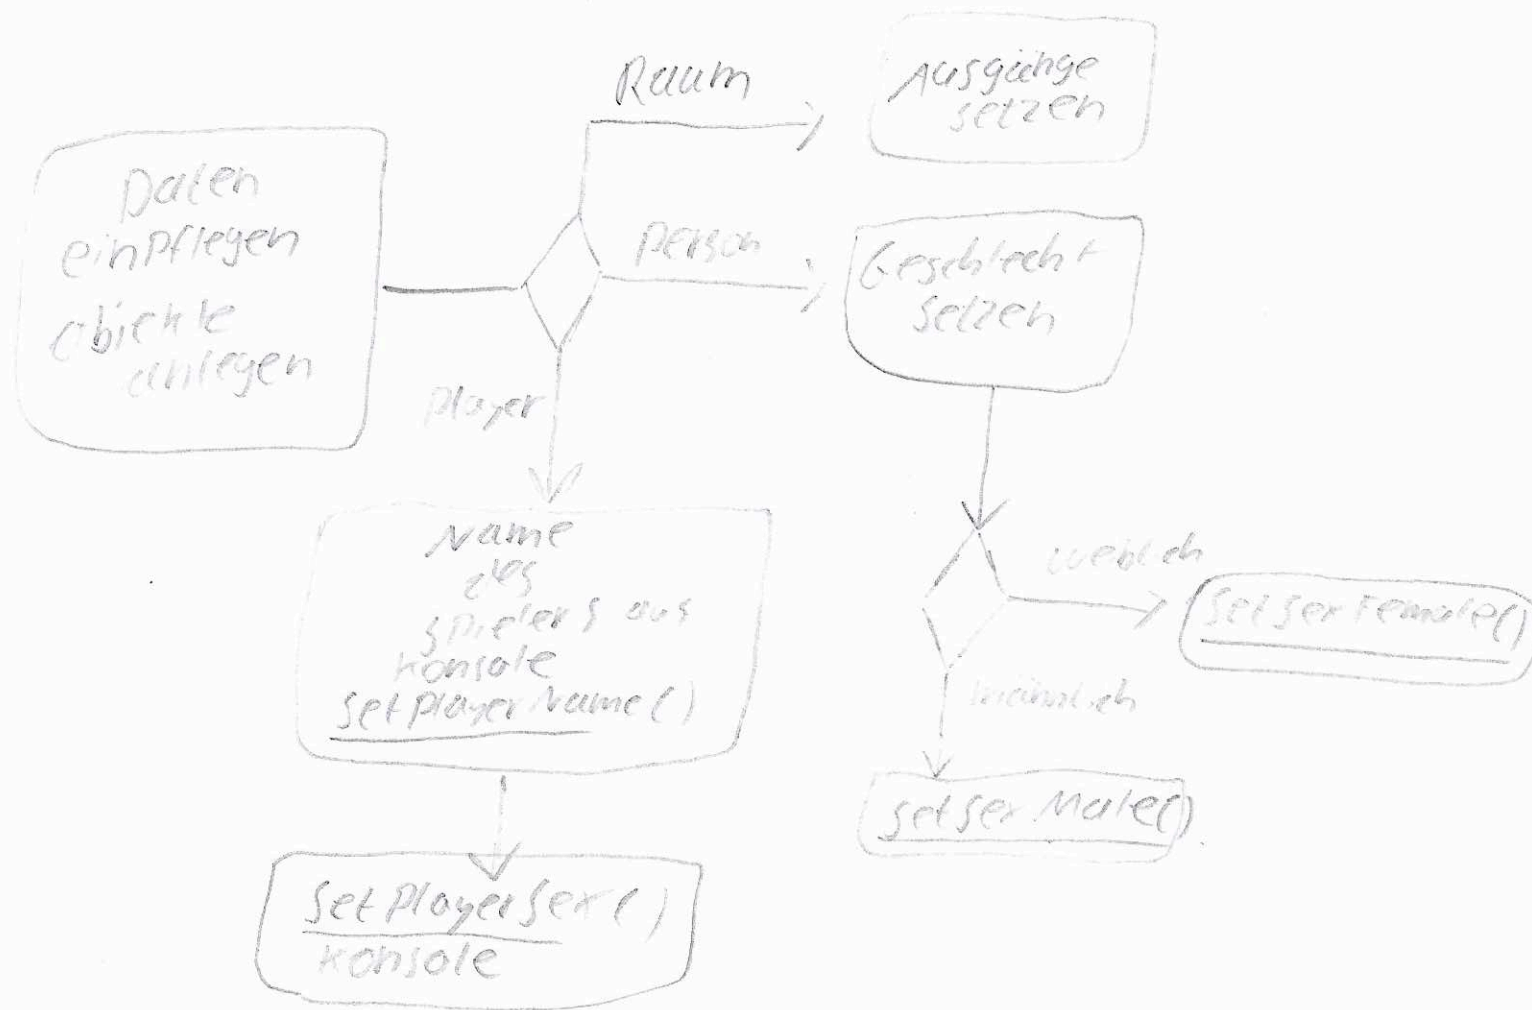 Raum
Ausgänge
setzen
Daten
einpflegen
Objekte
anlegen
Person
Geschlecht
setzen
Player
Name
des
Spielers aus
Konsole
setPlayerName()
weiblich
setSexFemale()
männlich
setSexMale()
setPlayerSex()
Konsole